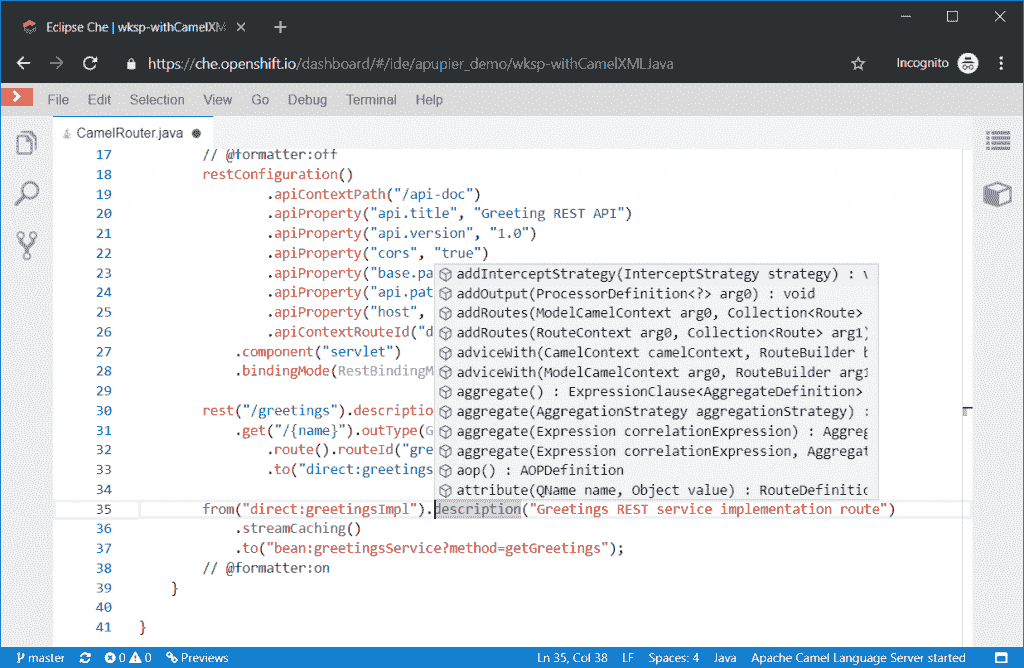 Eclipse Che | wksp-withCamelXM
https://che.openshift.io/dashboard/#/ide/apupier_demo/wksp-withCamelXMLJava
Incognito
File Edit Selection View Go Debug Terminal Help
CamelRouter.java
17 // @formatter:off
18 restConfiguration()
19 .apiContextPath("/api-doc")
20 .apiProperty("api.title", "Greeting REST API")
21 .apiProperty("api.version", "1.0")
22 .apiProperty("cors", "true")
23 .apiProperty("base.pa
24 .apiProperty("api.pat
25 .apiProperty("host",
26 .apiContextRouteId("d
27 .component("servlet")
28 .bindingMode(RestBindingM
29
30 rest("/greetings").descriptio
31 .get("/{name}").outType(G
32 .route().routeId("gre
33 .to("direct:greetings
34
addInterceptStrategy(InterceptStrategy strategy) : v
addOutput(ProcessorDefinition<?> arg0) : void
addRoutes(ModelCamelContext arg0, Collection<Route>
addRoutes(RouteContext arg0, Collection<Route> arg1)
adviceWith(CamelContext camelContext, RouteBuilder b
adviceWith(ModelCamelContext arg0, RouteBuilder arg1
aggregate() : ExpressionClause<AggregateDefinition>
aggregate(AggregationStrategy aggregationStrategy) :
aggregate(Expression correlationExpression) : Aggreg
aggregate(Expression correlationExpression, Aggregat
aop() : AOPDefinition
attribute(QName name, Object value) : RouteDefinitic
35 from("direct:greetingsImpl").description("Greetings REST service implementation route")
36 .streamCaching()
37 .to("bean:greetingsService?method=getGreetings");
38 // @formatter:on
39 }
40
41 }
master 0 0 Previews Ln 35, Col 38 LF Spaces: 4 Java Apache Camel Language Server started